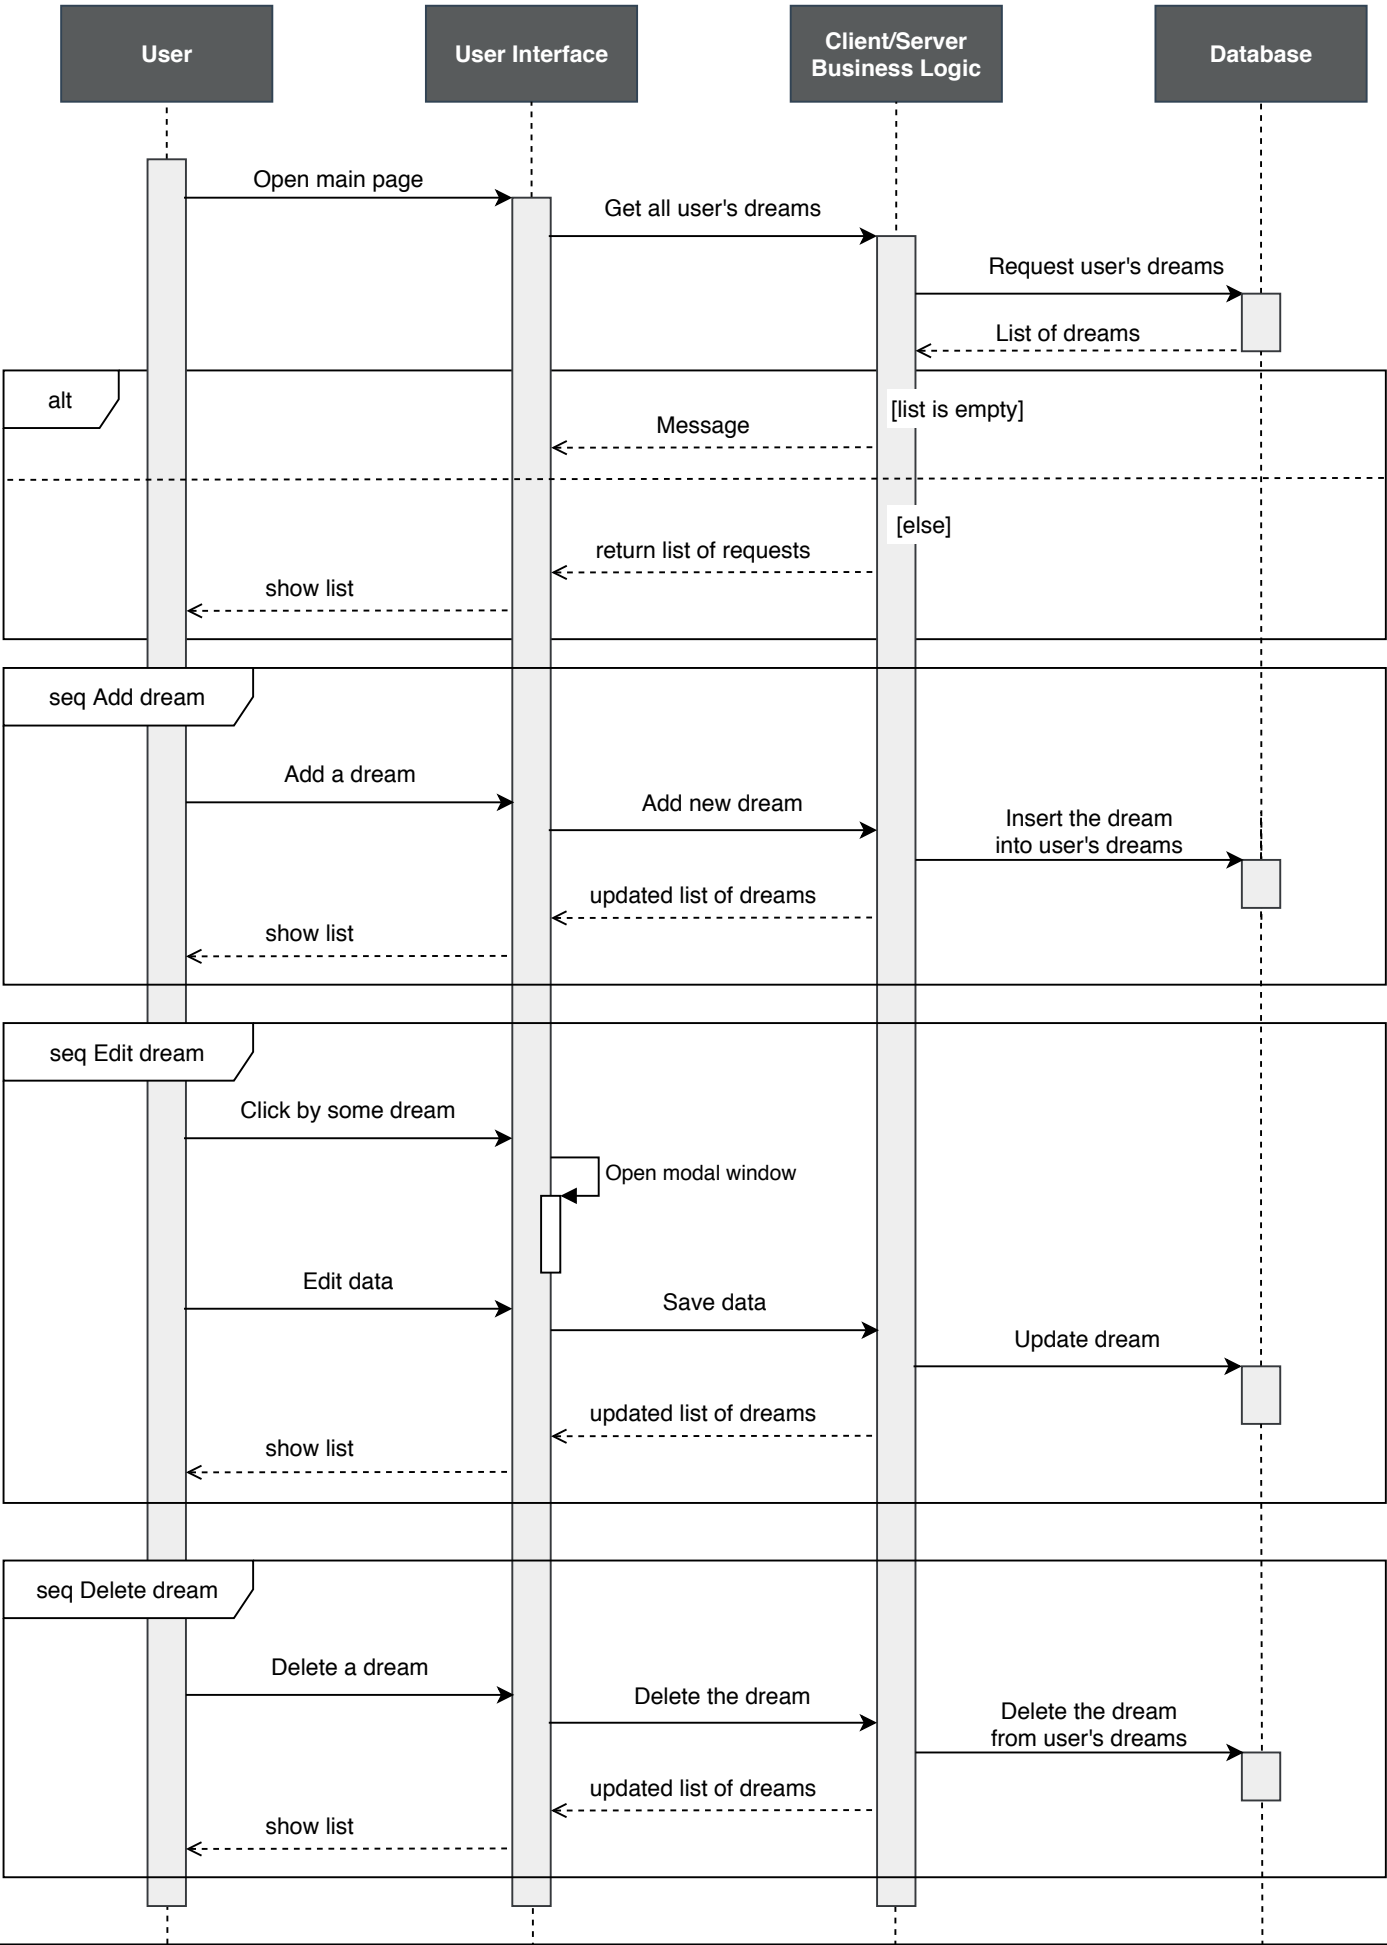 User
User Interface
Client/Server
Business Logic
Database
Open main page
Get all user's dreams
Request user's dreams
List of dreams
alt
[list is empty]
Message
[else]
return list of requests
show list
seq Add dream
Add a dream
Add new dream
Insert the dream
into user's dreams
updated list of dreams
show list
seq Edit dream
Click by some dream
Open modal window
Edit data
Save data
Update dream
updated list of dreams
show list
seq Delete dream
Delete a dream
Delete the dream
Delete the dream
from user's dreams
updated list of dreams
show list